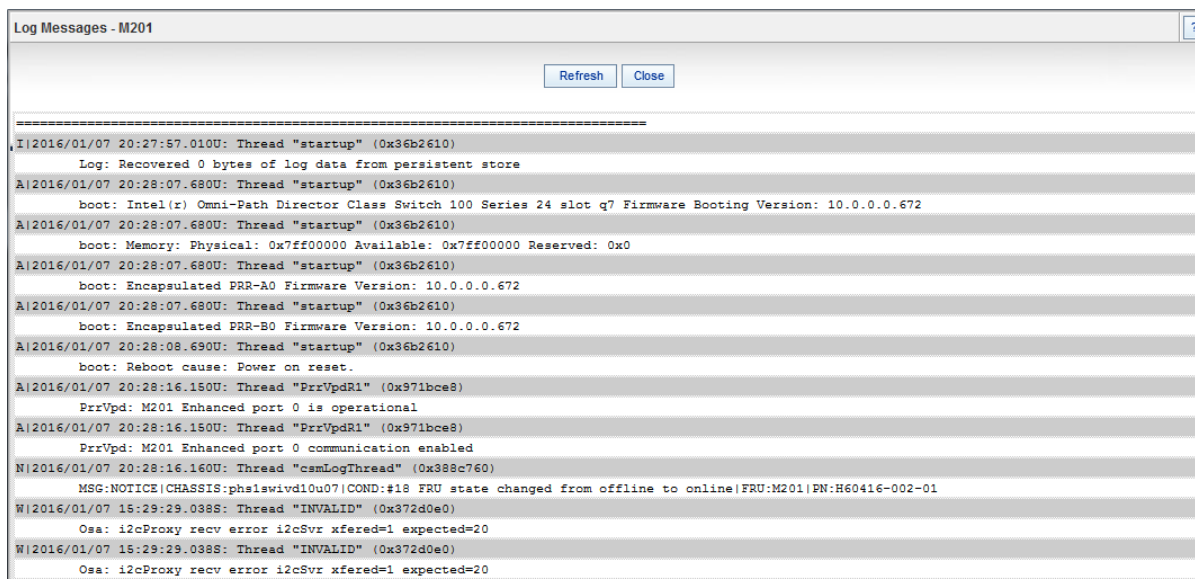 Log Messages - M201
?
Refresh Close
================================================================================
I|2016/01/07 20:27:57.010U: Thread "startup" (0x36b2610)
Log: Recovered 0 bytes of log data from persistent store
A|2016/01/07 20:28:07.680U: Thread "startup" (0x36b2610)
boot: Intel(r) Omni-Path Director Class Switch 100 Series 24 slot q7 Firmware Booting Version: 10.0.0.0.672
A|2016/01/07 20:28:07.680U: Thread "startup" (0x36b2610)
boot: Memory: Physical: 0x7ff00000 Available: 0x7ff00000 Reserved: 0x0
A|2016/01/07 20:28:07.680U: Thread "startup" (0x36b2610)
boot: Encapsulated PRR-A0 Firmware Version: 10.0.0.0.672
A|2016/01/07 20:28:07.680U: Thread "startup" (0x36b2610)
boot: Encapsulated PRR-B0 Firmware Version: 10.0.0.0.672
A|2016/01/07 20:28:08.690U: Thread "startup" (0x36b2610)
boot: Reboot cause: Power on reset.
A|2016/01/07 20:28:16.150U: Thread "PrrVpdR1" (0x971bce8)
PrrVpd: M201 Enhanced port 0 is operational
A|2016/01/07 20:28:16.150U: Thread "PrrVpdR1" (0x971bce8)
PrrVpd: M201 Enhanced port 0 communication enabled
N|2016/01/07 20:28:16.160U: Thread "csmLogThread" (0x388c760)
MSG:NOTICE|CHASSIS:phs1swivd10u07|COND:#18 FRU state changed from offline to online|FRU:M201|PN:H60416-002-01
W|2016/01/07 15:29:29.038S: Thread "INVALID" (0x372d0e0)
Osa: i2cProxy recv error i2cSvr xfered=1 expected=20
W|2016/01/07 15:29:29.038S: Thread "INVALID" (0x372d0e0)
Osa: i2cProxy recv error i2cSvr xfered=1 expected=20